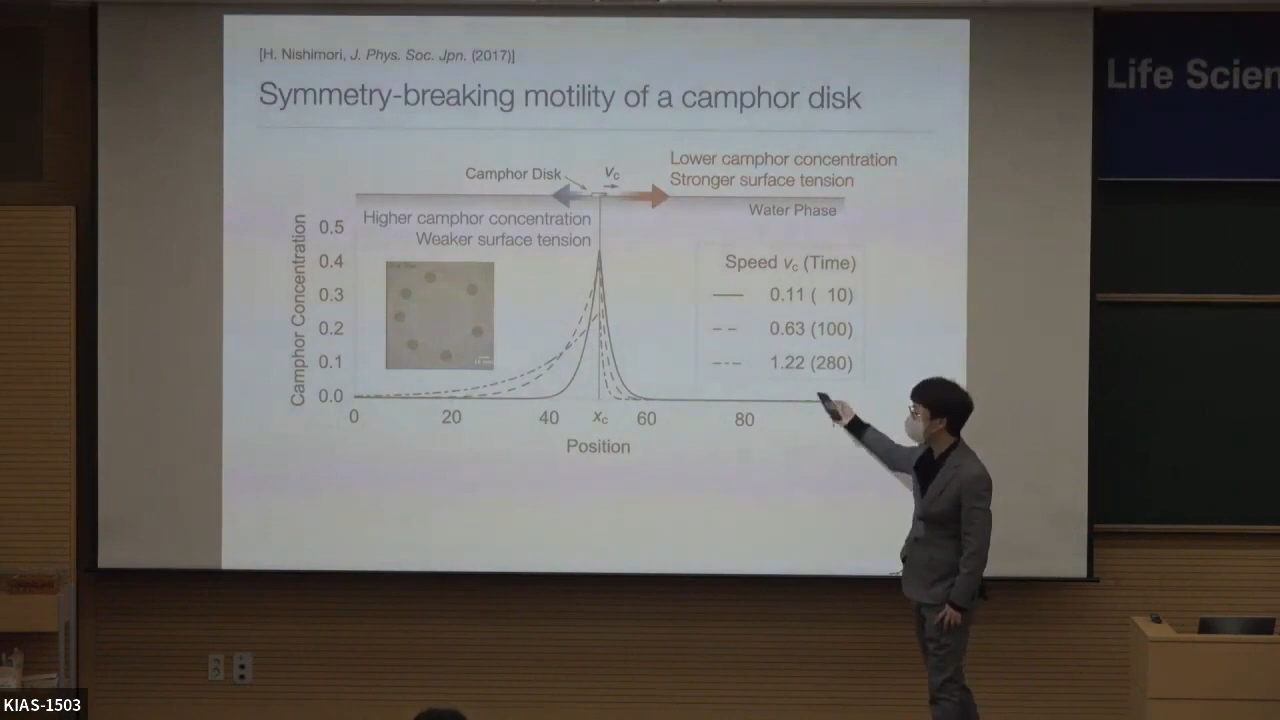 [H. Nishimori, J. Phys. Soc. Jpn. (2017)]
Symmetry-breaking motility of a camphor disk
Life Scien
Camphor Disk
vc
Lower camphor concentration
Stronger surface tension
Water Phase
Higher camphor concentration
Weaker surface tension
Camphor Concentration
0.5
0.4
0.3
0.2
0.1
0.0
Speed vc (Time)
0.11 ( 10)
0.63 (100)
1.22 (280)
0
20
40
xc
60
80
Position
KIAS-1503